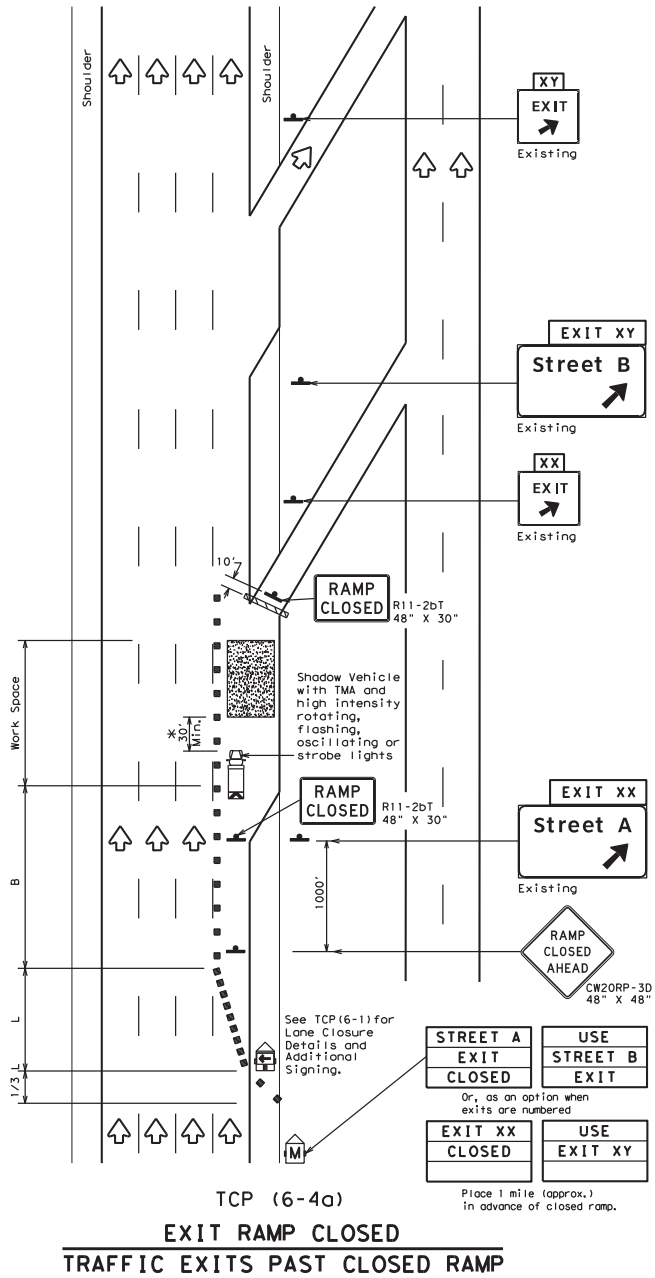 Shoulder
Shoulder
XY
EXIT
Existing
EXIT XY
Street B
Existing
XX
EXIT
Existing
10'
RAMP
CLOSED
R11-2bT
48" X 30"
Work Space
*
30'
Min.
Shadow Vehicle
with TMA and
high intensity
rotating,
flashing,
oscillating or
strobe lights
RAMP
CLOSED
R11-2bT
48" X 30"
EXIT XX
Street A
Existing
B
1000'
RAMP
CLOSED
AHEAD
CW20RP-3D
48" X 48"
L
1/3 L
See TCP(6-1)for
Lane Closure
Details and
Additional
Signing.
STREET A
EXIT
CLOSED
USE
STREET B
EXIT
Or, as an option when
exits are numbered
EXIT XX
CLOSED
USE
EXIT XY
M
Place 1 mile (approx.)
in advance of closed ramp.
TCP (6-4a)
EXIT RAMP CLOSED
TRAFFIC EXITS PAST CLOSED RAMP